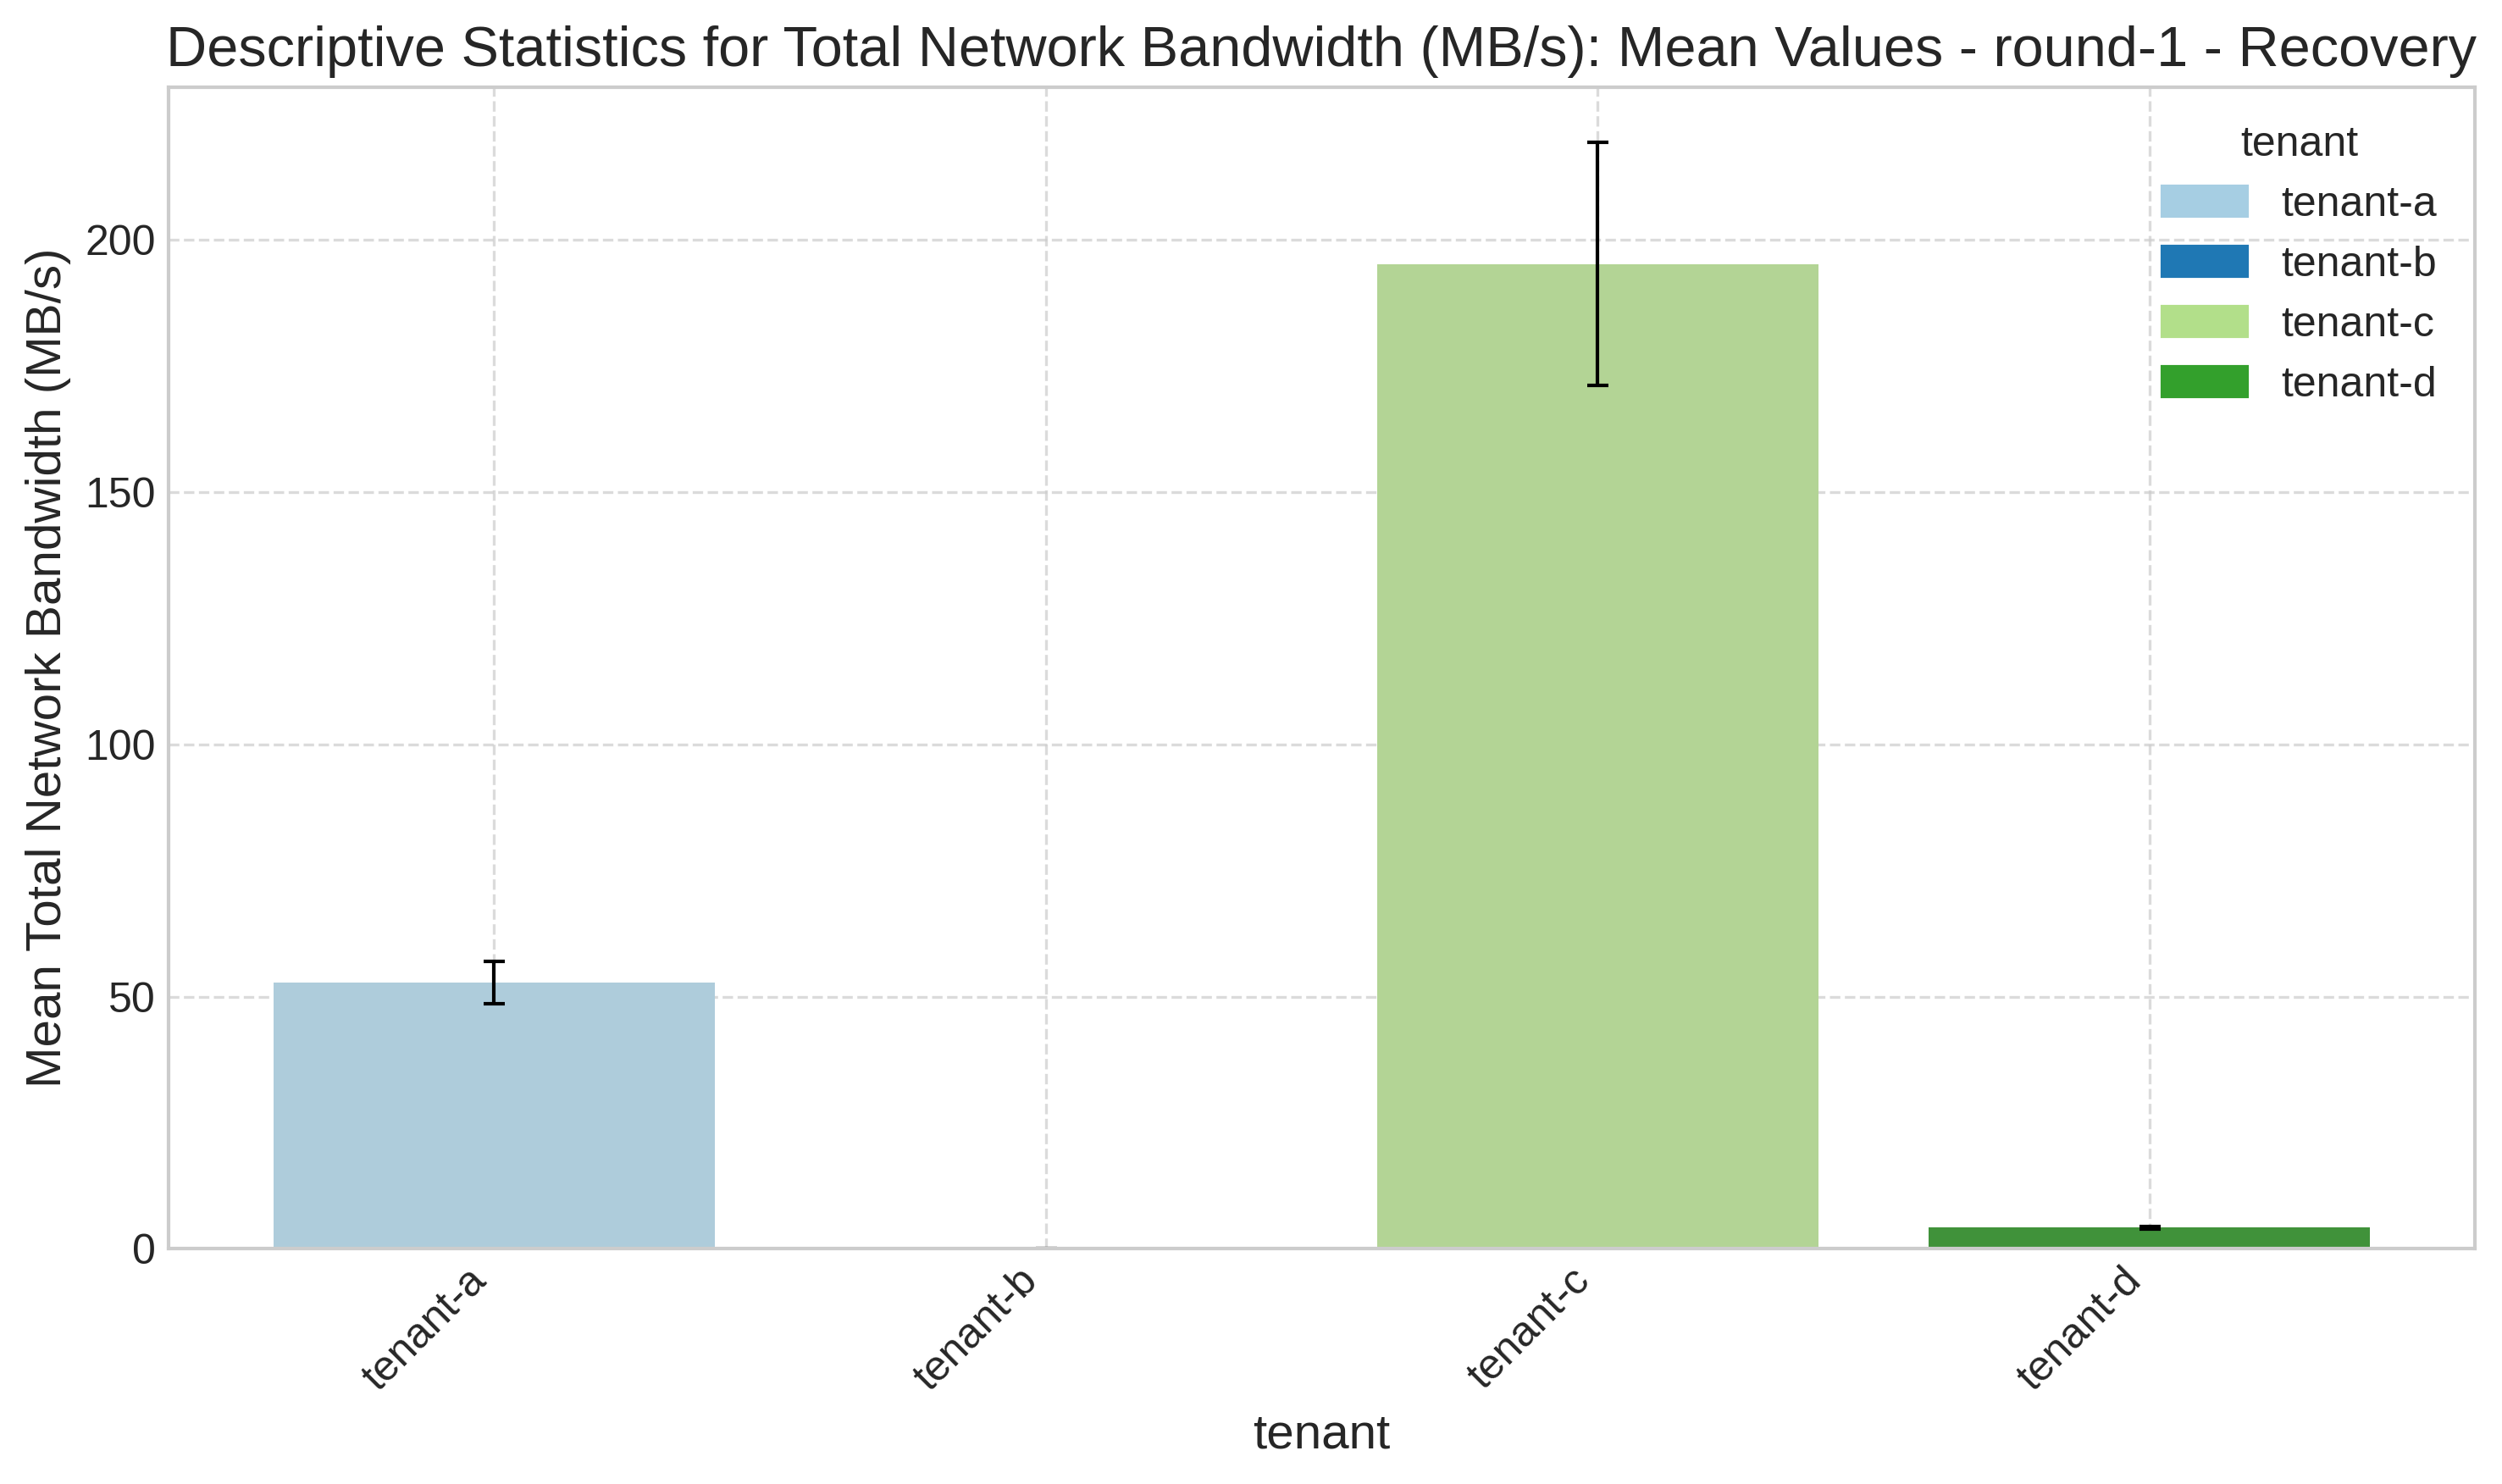 Descriptive Statistics for Total Network Bandwidth (MB/s): Mean Values - round-1 - Recovery
Mean Total Network Bandwidth (MB/s)
200
150
100
50
0
tenant
tenant-a
tenant-b
tenant-c
tenant-d
tenant-a
tenant-b
tenant-c
tenant-d
tenant